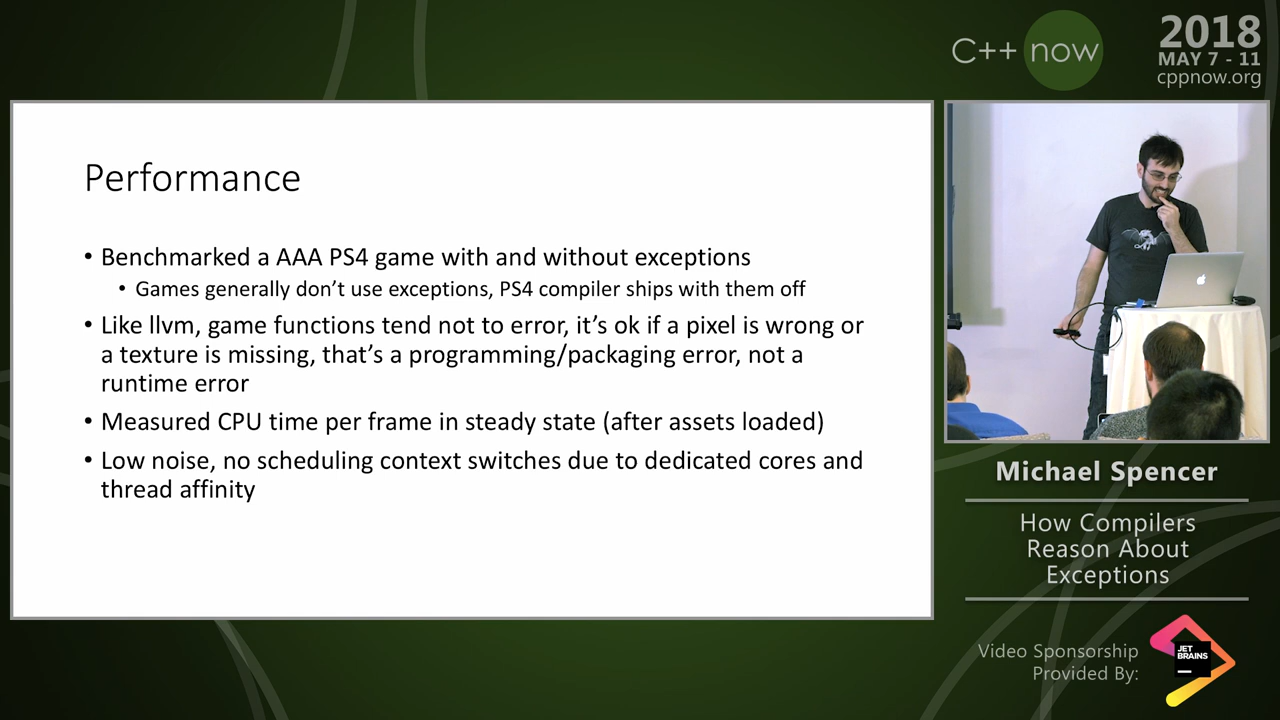 C++ now
2018
MAY 7 - 11
cppnow.org
Performance
• Benchmarked a AAA PS4 game with and without exceptions
• Games generally don't use exceptions, PS4 compiler ships with them off
• Like llvm, game functions tend not to error, it's ok if a pixel is wrong or
a texture is missing, that's a programming/packaging error, not a
runtime error
• Measured CPU time per frame in steady state (after assets loaded)
• Low noise, no scheduling context switches due to dedicated cores and
thread affinity
Michael Spencer
How Compilers
Reason About
Exceptions
Video Sponsorship
Provided By:
JET
BRAINS